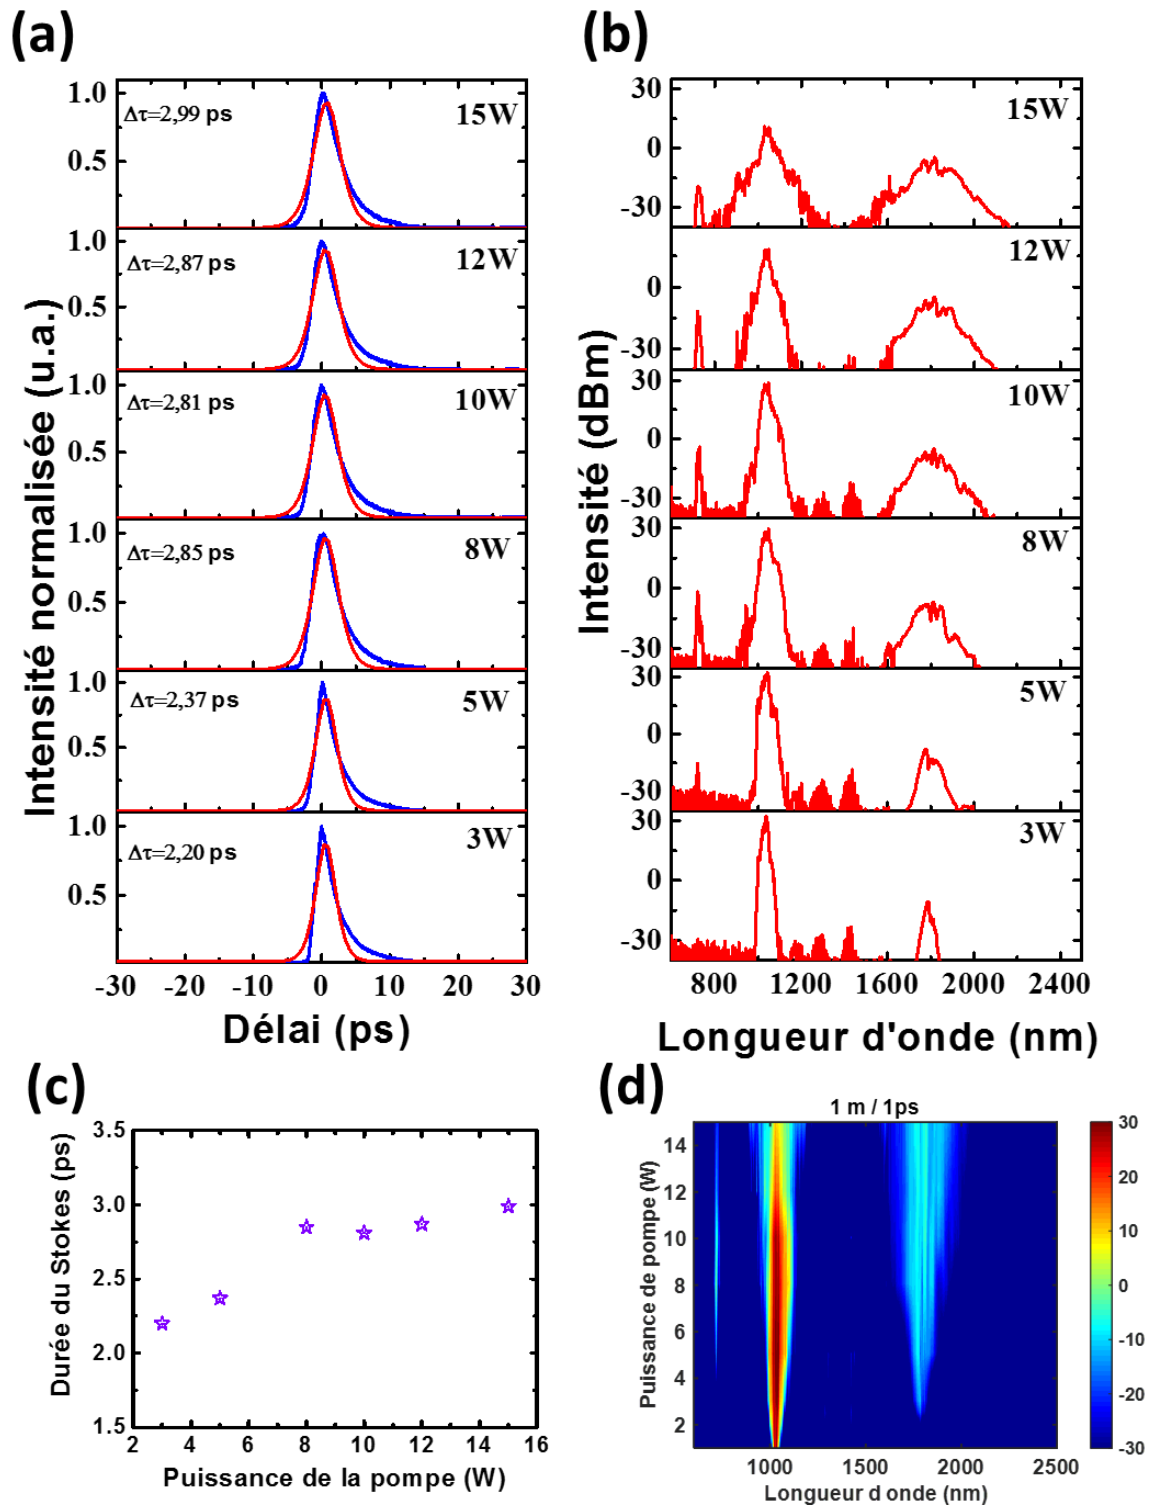 (a)
Intensité normalisée (u.a.)
1.0
0.5
Δτ=2,99 ps
15W
1.0
0.5
Δτ=2,87 ps
12W
1.0
0.5
Δτ=2,81 ps
10W
1.0
0.5
Δτ=2,85 ps
8W
1.0
0.5
Δτ=2,37 ps
5W
1.0
0.5
Δτ=2,20 ps
3W
-30 -20 -10 0 10 20 30
Délai (ps)
(b)
Intensité (dBm)
30
0
-30
15W
0
-30
12W
30
0
-30
10W
30
0
-30
8W
30
0
-30
5W
30
0
-30
3W
800 1200 1600 2000 2400
Longueur d'onde (nm)
(c)
Durée du Stokes (ps)
3.5
3.0
2.5
2.0
1.5
2 4 6 8 10 12 14 16
Puissance de la pompe (W)
(d)
1 m / 1ps
Puissance de pompe (W)
14
12
10
8
6
4
2
1000 1500 2000 2500
Longueur d onde (nm)
30
20
10
0
-10
-20
-30